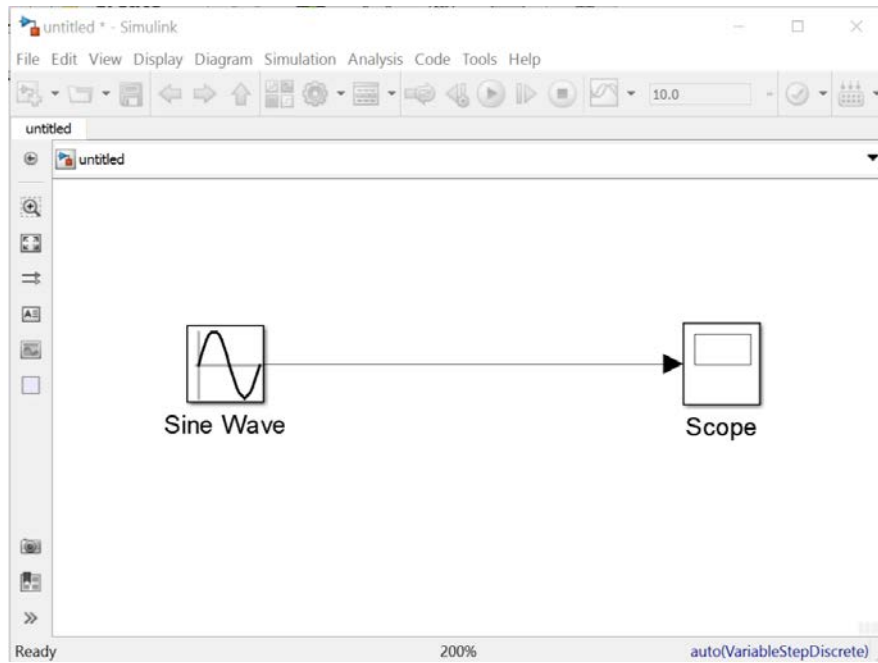 untitled * - Simulink
File Edit View Display Diagram Simulation Analysis Code Tools Help
10.0
untitled
untitled
Sine Wave
Scope
Ready 200% auto(VariableStepDiscrete)